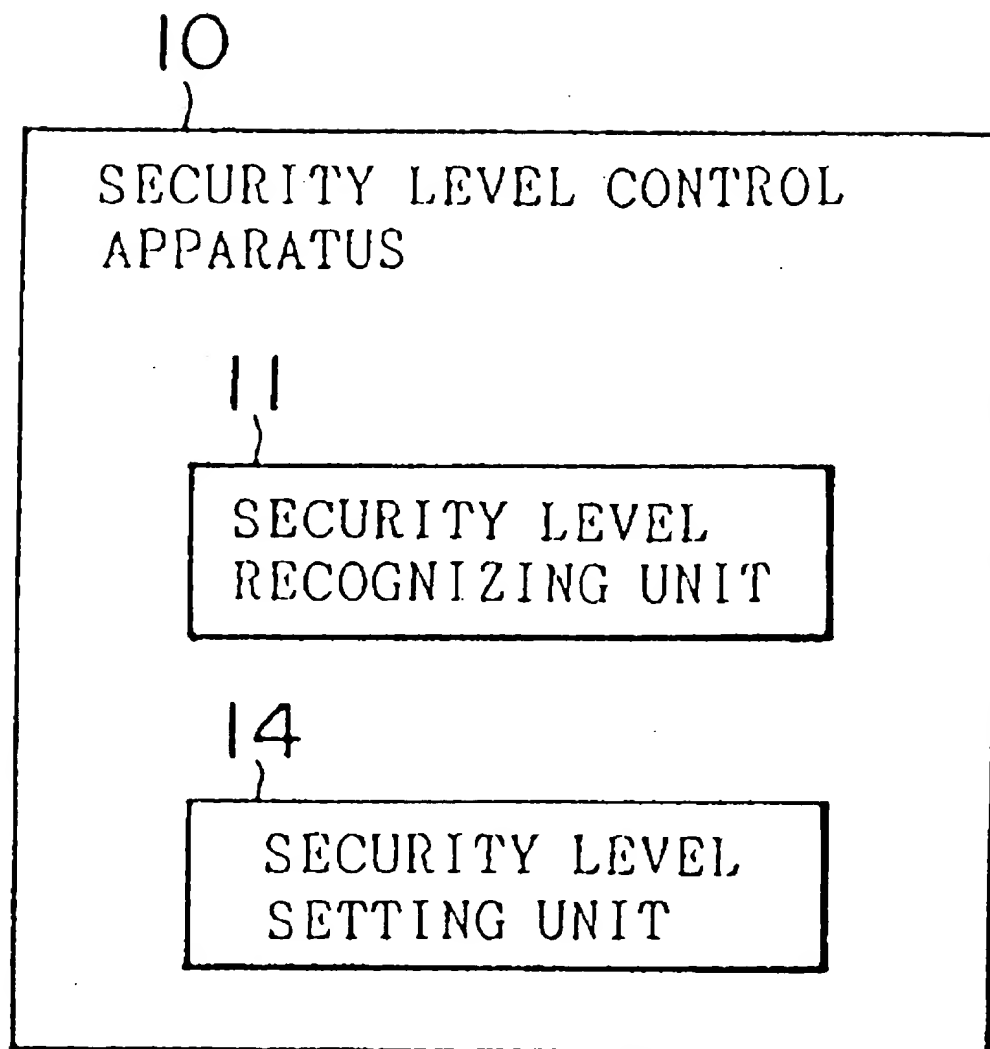 10
SECURITY LEVEL CONTROL
APPARATUS
11
SECURITY LEVEL
RECOGNIZING UNIT
14
SECURITY LEVEL
SETTING UNIT